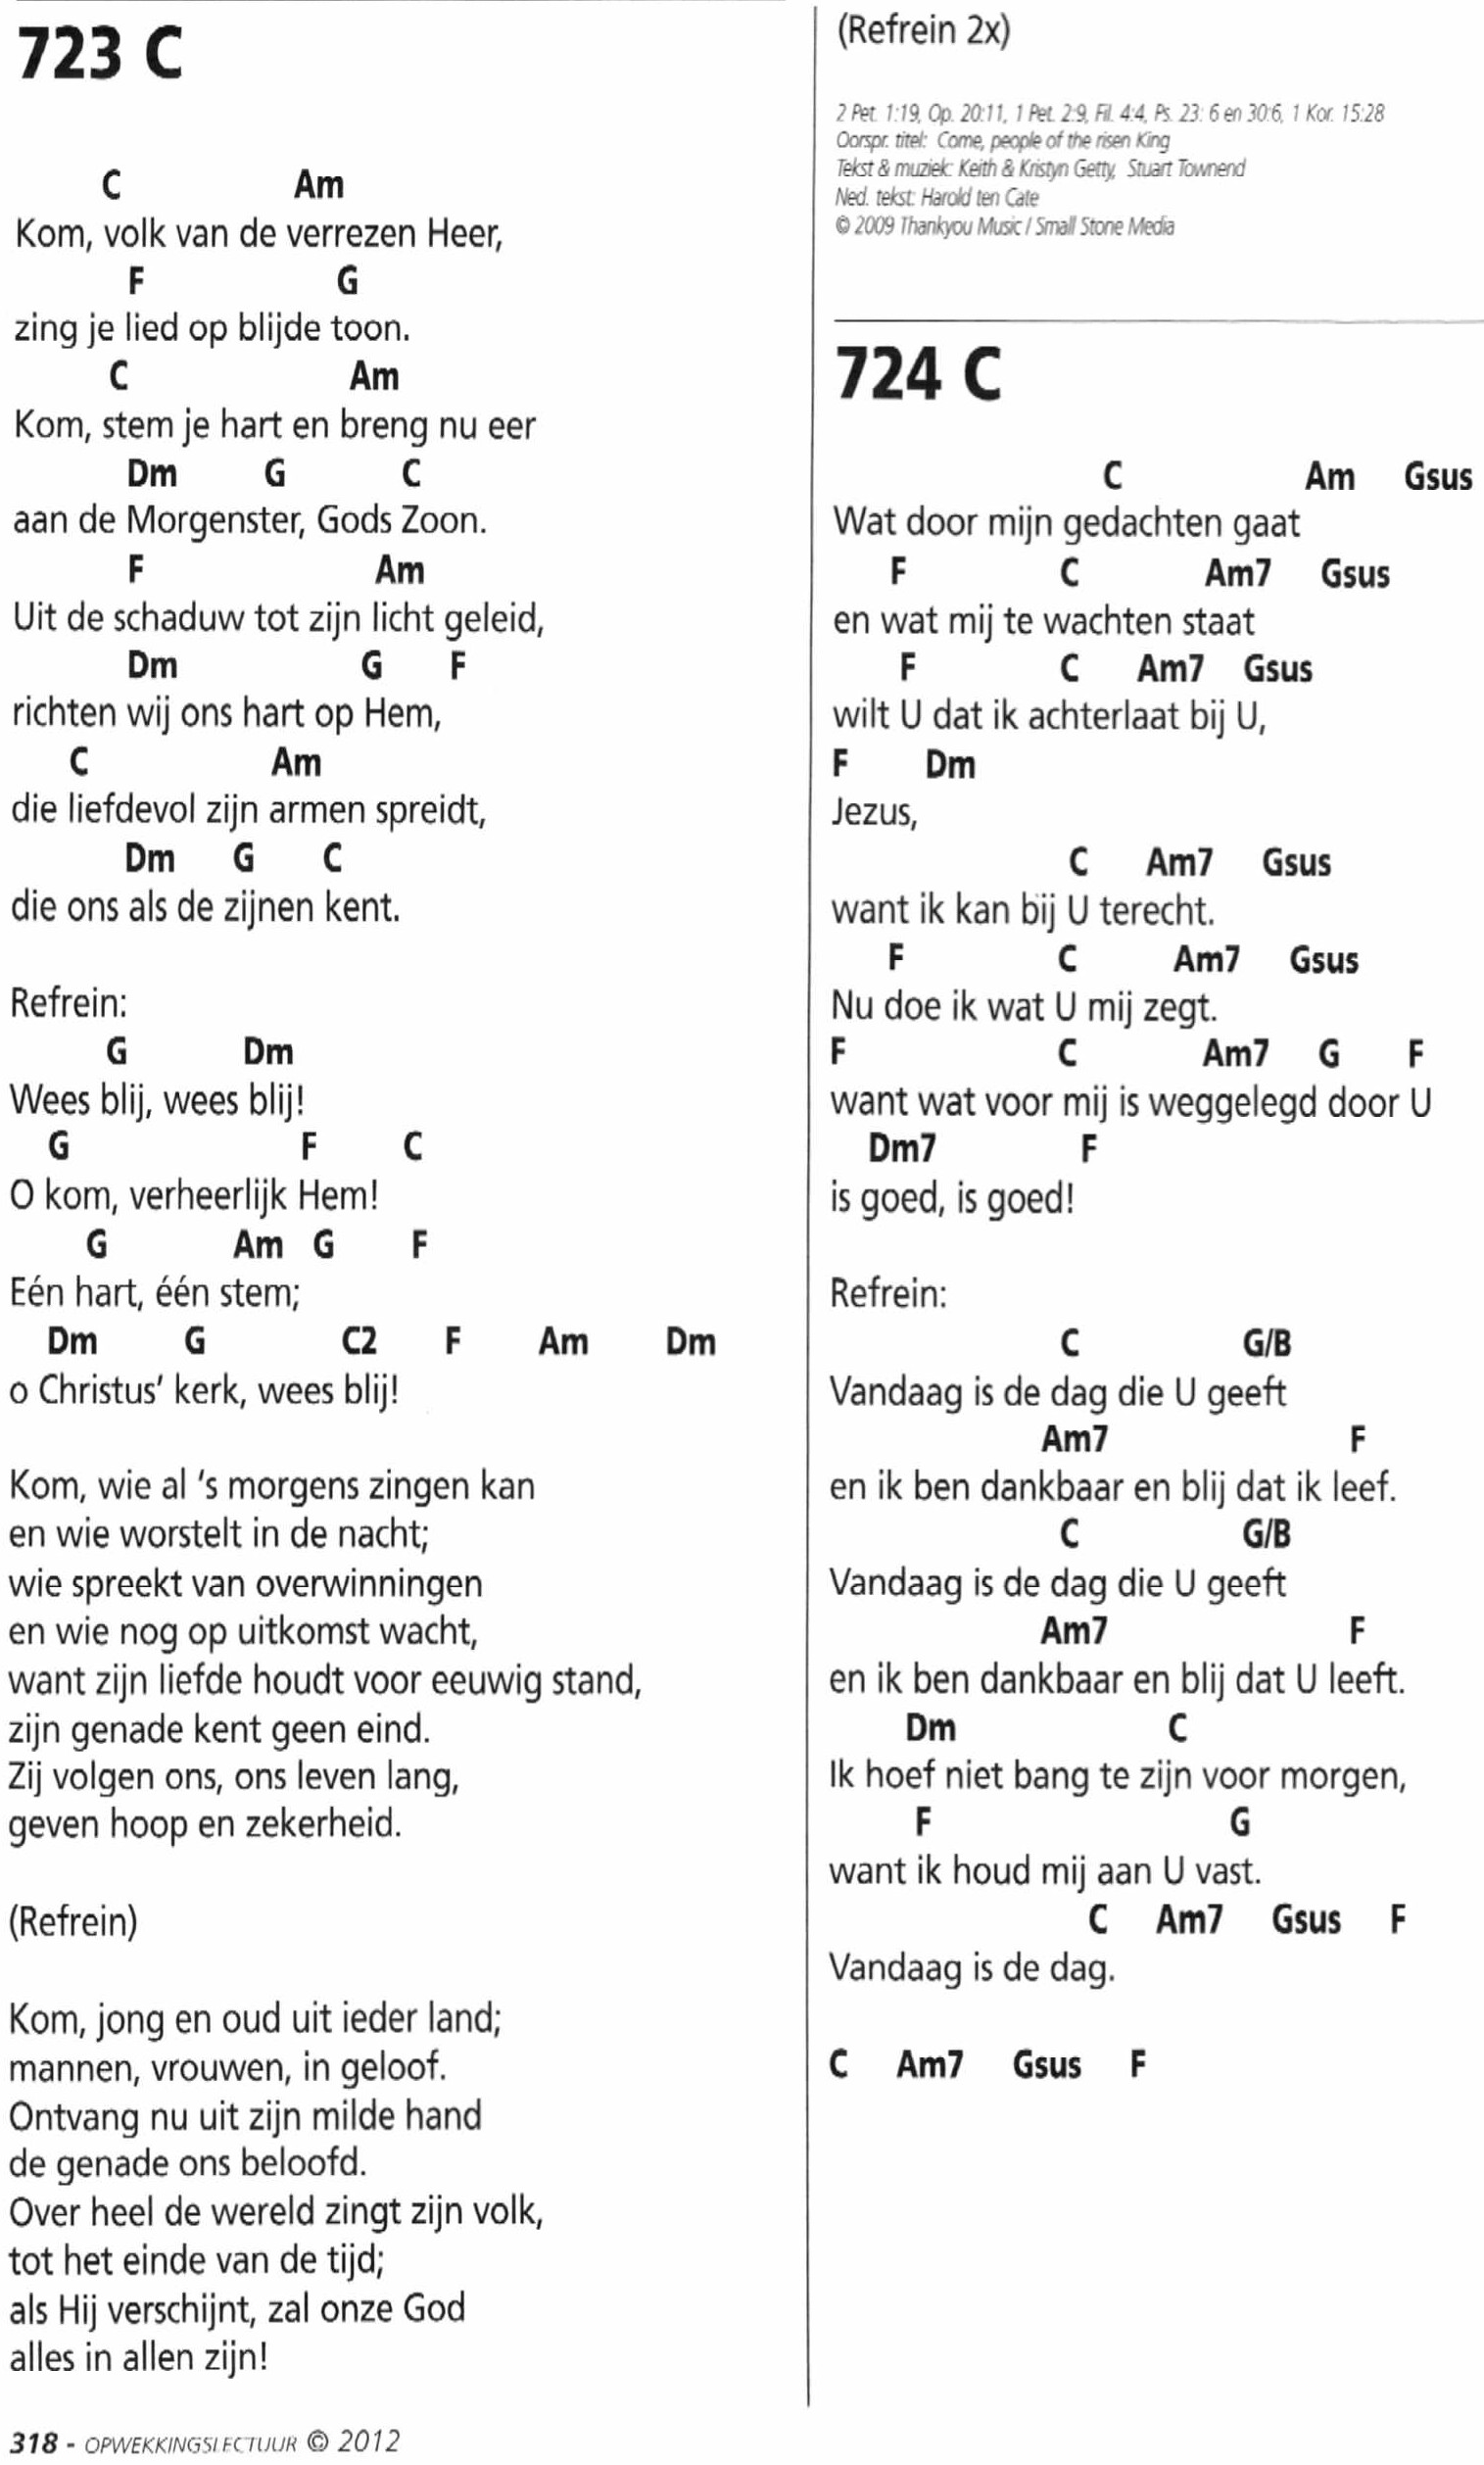 723 C
C Am
Kom, volk van de verrezen Heer,
F G
zing je lied op blijde toon.
C Am
Kom, stem je hart en breng nu eer
Dm G C
aan de Morgenster, Gods Zoon.
F Am
Uit de schaduw tot zijn licht geleid,
Dm G F
richten wij ons hart op Hem,
C Am
die liefdevol zijn armen spreidt,
Dm G C
die ons als de zijnen kent.
Refrein:
G Dm
Wees blij, wees blij!
G F C
O kom, verheerlijk Hem!
G Am G F
Eén hart, één stem;
Dm G C2 F Am Dm
o Christus’ kerk, wees blij!
Kom, wie al ‘s morgens zingen kan
en wie worstelt in de nacht;
wie spreekt van overwinningen
en wie nog op uitkomst wacht,
want zijn liefde houdt voor eeuwig stand,
zijn genade kent geen eind.
Zij volgen ons, ons leven lang,
geven hoop en zekerheid.
(Refrein)
Kom, jong en oud uit ieder land;
mannen, vrouwen, in geloof.
Ontvang nu uit zijn milde hand
de genade ons beloofd.
Over heel de wereld zingt zijn volk,
tot het einde van de tijd;
als Hij verschijnt, zal onze God
alles in allen zijn!
318 - OPWEKKINGSLECTUUR © 2012
(Refrein 2x)
2 Pet. 1:19, Op. 20:11, 1 Pet. 2:9, Fil. 4:4, Ps. 23: 6 en 30:6, 1 Kor. 15:28
Oorspr. titel: Come, people of the risen King
Tekst & muziek: Keith & Kristyn Getty, Stuart Townend
Ned. tekst: Harold ten Cate
© 2009 Thankyou Music / Small Stone Media
724 C
C Am Gsus
Wat door mijn gedachten gaat
F C Am7 Gsus
en wat mij te wachten staat
F C Am7 Gsus
wilt U dat ik achterlaat bij U,
F Dm
Jezus,
C Am7 Gsus
want ik kan bij U terecht.
F C Am7 Gsus
Nu doe ik wat U mij zegt.
F C Am7 G F
want wat voor mij is weggelegd door U
Dm7 F
is goed, is goed!
Refrein:
C G/B
Vandaag is de dag die U geeft
Am7 F
en ik ben dankbaar en blij dat ik leef.
C G/B
Vandaag is de dag die U geeft
Am7 F
en ik ben dankbaar en blij dat U leeft.
Dm C
Ik hoef niet bang te zijn voor morgen,
F G
want ik houd mij aan U vast.
C Am7 Gsus F
Vandaag is de dag.
C Am7 Gsus F